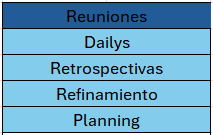 Reuniones
Dailys
Retrospectivas
Refinamiento
Planning